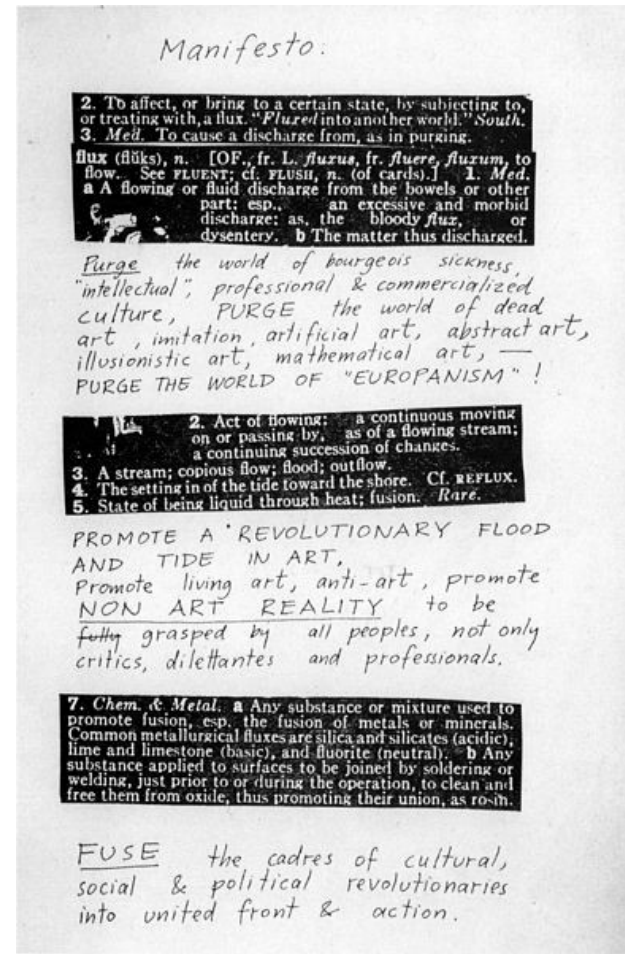 Manifesto:
2. To affect, or bring to a certain state, by subjecting to,
or treating with, a flux. "Fluxed into another world." South.
3. Med. To cause a discharge from, as in purging.
flux (flŭks), n. [OF., fr. L. fluxus, fr. fluere, fluxum, to
flow. See FLUENT; cf. FLUSH, n. (of cards).] 1. Med.
a A flowing or fluid discharge from the bowels or other
part: esp., an excessive and morbid
discharge: as, the bloody flux, or
dysentery. b The matter thus discharged.
Purge the world of bourgeois sickness,
"intellectual", professional & commercialized
culture, PURGE the world of dead
art, imitation, artificial art, abstract art,
illusionistic art, mathematical art, —
PURGE THE WORLD OF "EUROPANISM"!
2. Act of flowing: a continuous moving
on or passing by, as of a flowing stream;
a continuing succession of changes.
3. A stream; copious flow; flood; outflow.
4. The setting in of the tide toward the shore. Cf. REFLUX.
5. State of being liquid through heat; fusion. Rare.
PROMOTE A REVOLUTIONARY FLOOD
AND TIDE IN ART,
Promote living art, anti-art, promote
NON ART REALITY to be
fully grasped by all peoples, not only
critics, dilettantes and professionals.
7. Chem. & Metal. a Any substance or mixture used to
promote fusion, esp. the fusion of metals or minerals.
Common metallurgical fluxes are silica and silicates (acidic),
lime and limestone (basic), and fluorite (neutral). b Any
substance applied to surfaces to be joined by soldering or
welding, just prior to or during the operation, to clean and
free them from oxide, thus promoting their union, as rosin.
FUSE the cadres of cultural,
social & political revolutionaries
into united front & action.